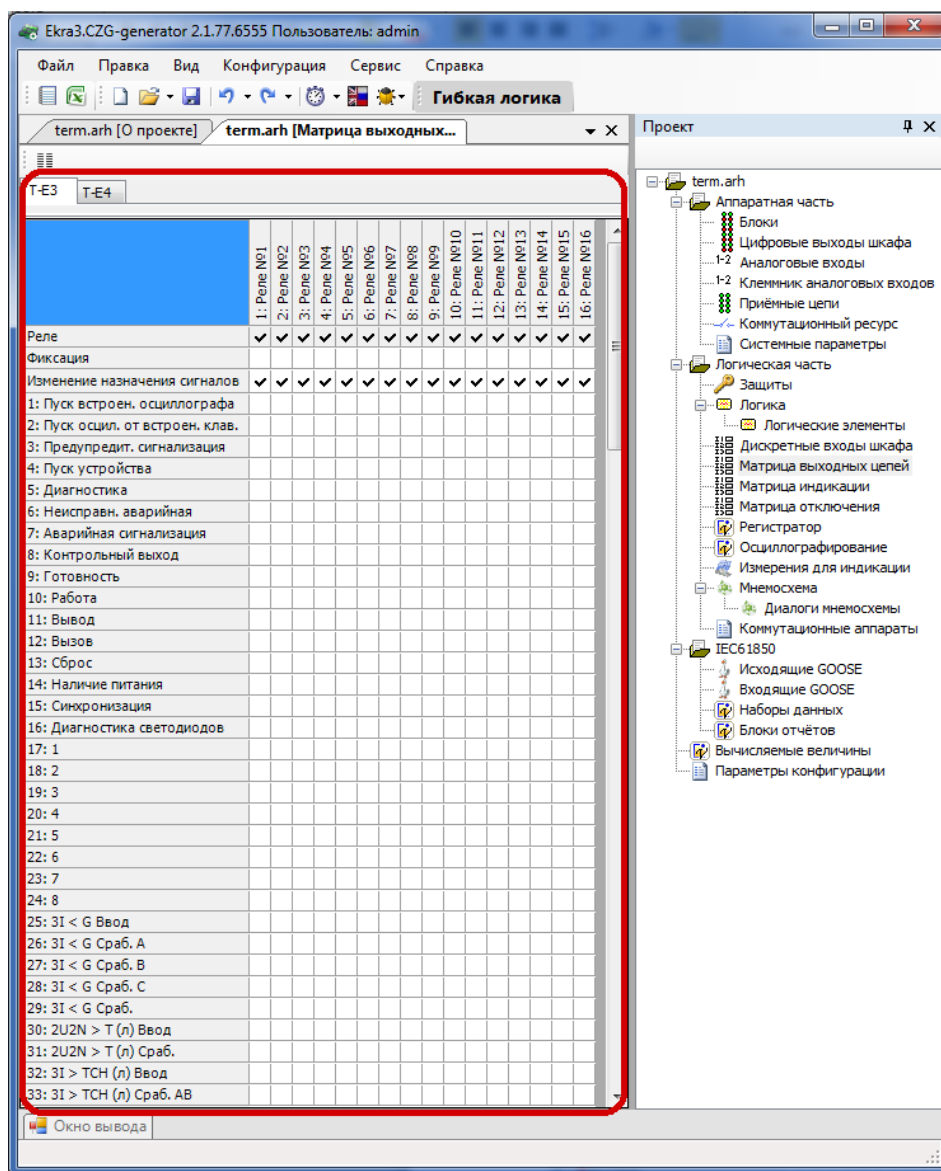 Ekra3.CZG-generator 2.1.77.6555 Пользователь: admin
Файл Правка Вид Конфигурация Сервис Справка
Гибкая логика
term.arh [О проекте] term.arh [Матрица выходных...
T-E3 T-E4
1: Реле №1
2: Реле №2
3: Реле №3
4: Реле №4
5: Реле №5
6: Реле №6
7: Реле №7
8: Реле №8
9: Реле №9
10: Реле №10
11: Реле №11
12: Реле №12
13: Реле №13
14: Реле №14
15: Реле №15
16: Реле №16
Реле
Фиксация
Изменение назначения сигналов
1: Пуск встроен. осциллографа
2: Пуск осцил. от встроен. клав.
3: Предупредит. сигнализация
4: Пуск устройства
5: Диагностика
6: Неисправн. аварийная
7: Аварийная сигнализация
8: Контрольный выход
9: Готовность
10: Работа
11: Вывод
12: Вызов
13: Сброс
14: Наличие питания
15: Синхронизация
16: Диагностика светодиодов
17: 1
18: 2
19: 3
20: 4
21: 5
22: 6
23: 7
24: 8
25: 3I < G Ввод
26: 3I < G Сраб. A
27: 3I < G Сраб. B
28: 3I < G Сраб. C
29: 3I < G Сраб.
30: 2U2N > T (л) Ввод
31: 2U2N > T (л) Сраб.
32: 3I > ТСН (л) Ввод
33: 3I > ТСН (л) Сраб. AB
Окно вывода
Проект
term.arh
Аппаратная часть
Блоки
Цифровые выходы шкафа
1-2 Аналоговые входы
1-2 Клеммник аналоговых входов
Приёмные цепи
Коммутационный ресурс
Системные параметры
Логическая часть
Защиты
Логика
Логические элементы
Дискретные входы шкафа
Матрица выходных цепей
Матрица индикации
Матрица отключения
Регистратор
Осциллографирование
Измерения для индикации
Мнемосхема
Диалоги мнемосхемы
Коммутационные аппараты
IEC61850
Исходящие GOOSE
Входящие GOOSE
Наборы данных
Блоки отчётов
Вычисляемые величины
Параметры конфигурации